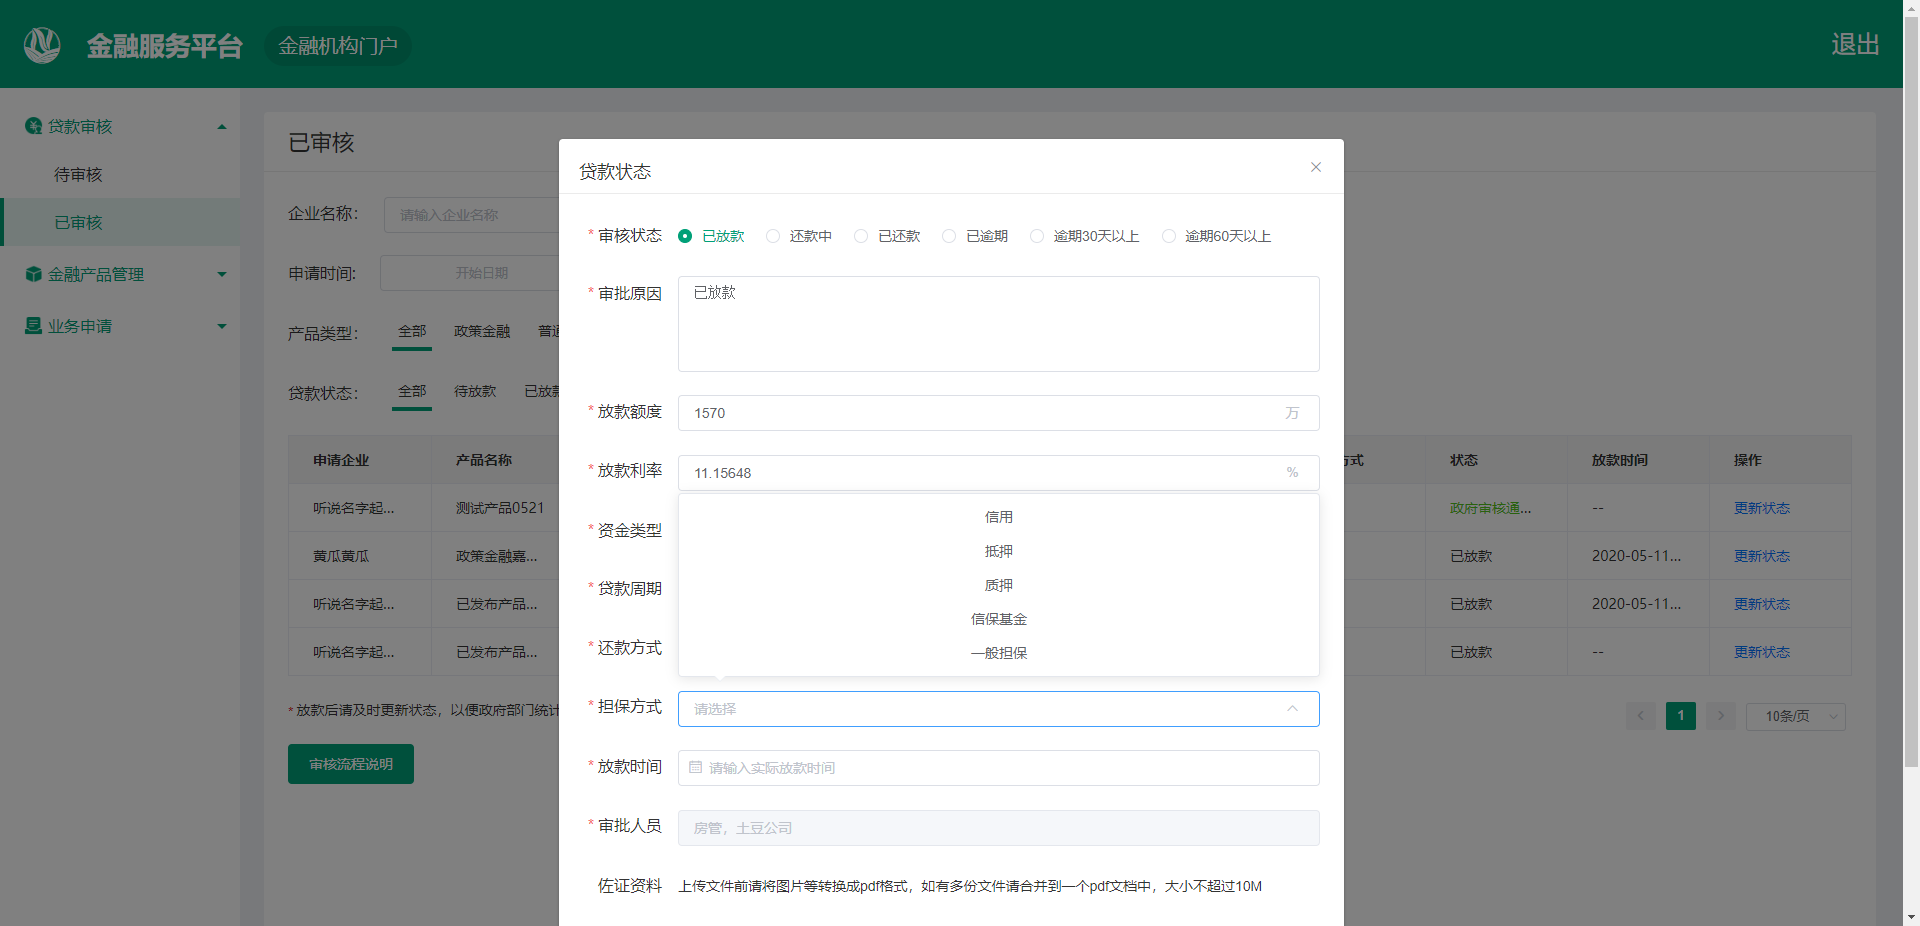 金融服务平台
金融机构门户
退出
贷款审核
待审核
已审核
金融产品管理
业务申请
已审核
企业名称：
请输入企业名称
申请时间：
开始日期
产品类型：
全部
政策金融
贷款状态：
全部
待放款
申请企业
产品名称
状态
放款时间
操作
听说名字起...
测试产品0521
政府审核通...
--
更新状态
黄瓜黄瓜
政策金融嘉...
已放款
2020-05-11...
更新状态
听说名字起...
已发布产品...
已放款
2020-05-11...
更新状态
听说名字起...
已发布产品...
已放款
--
更新状态
* 放款后请及时更新状态，以便政府部门统计
1
10条/页
审核流程说明
贷款状态
* 审核状态
已放款
还款中
已还款
已逾期
逾期30天以上
逾期60天以上
* 审批原因
已放款
* 放款额度
1570
万
* 放款利率
11.15648
%
* 资金类型
* 贷款周期
* 还款方式
信用
抵押
质押
信保基金
一般担保
* 担保方式
请选择
* 放款时间
请输入实际放款时间
* 审批人员
房管，土豆公司
佐证资料
上传文件前请将图片等转换成pdf格式，如有多份文件请合并到一个pdf文档中，大小不超过10M